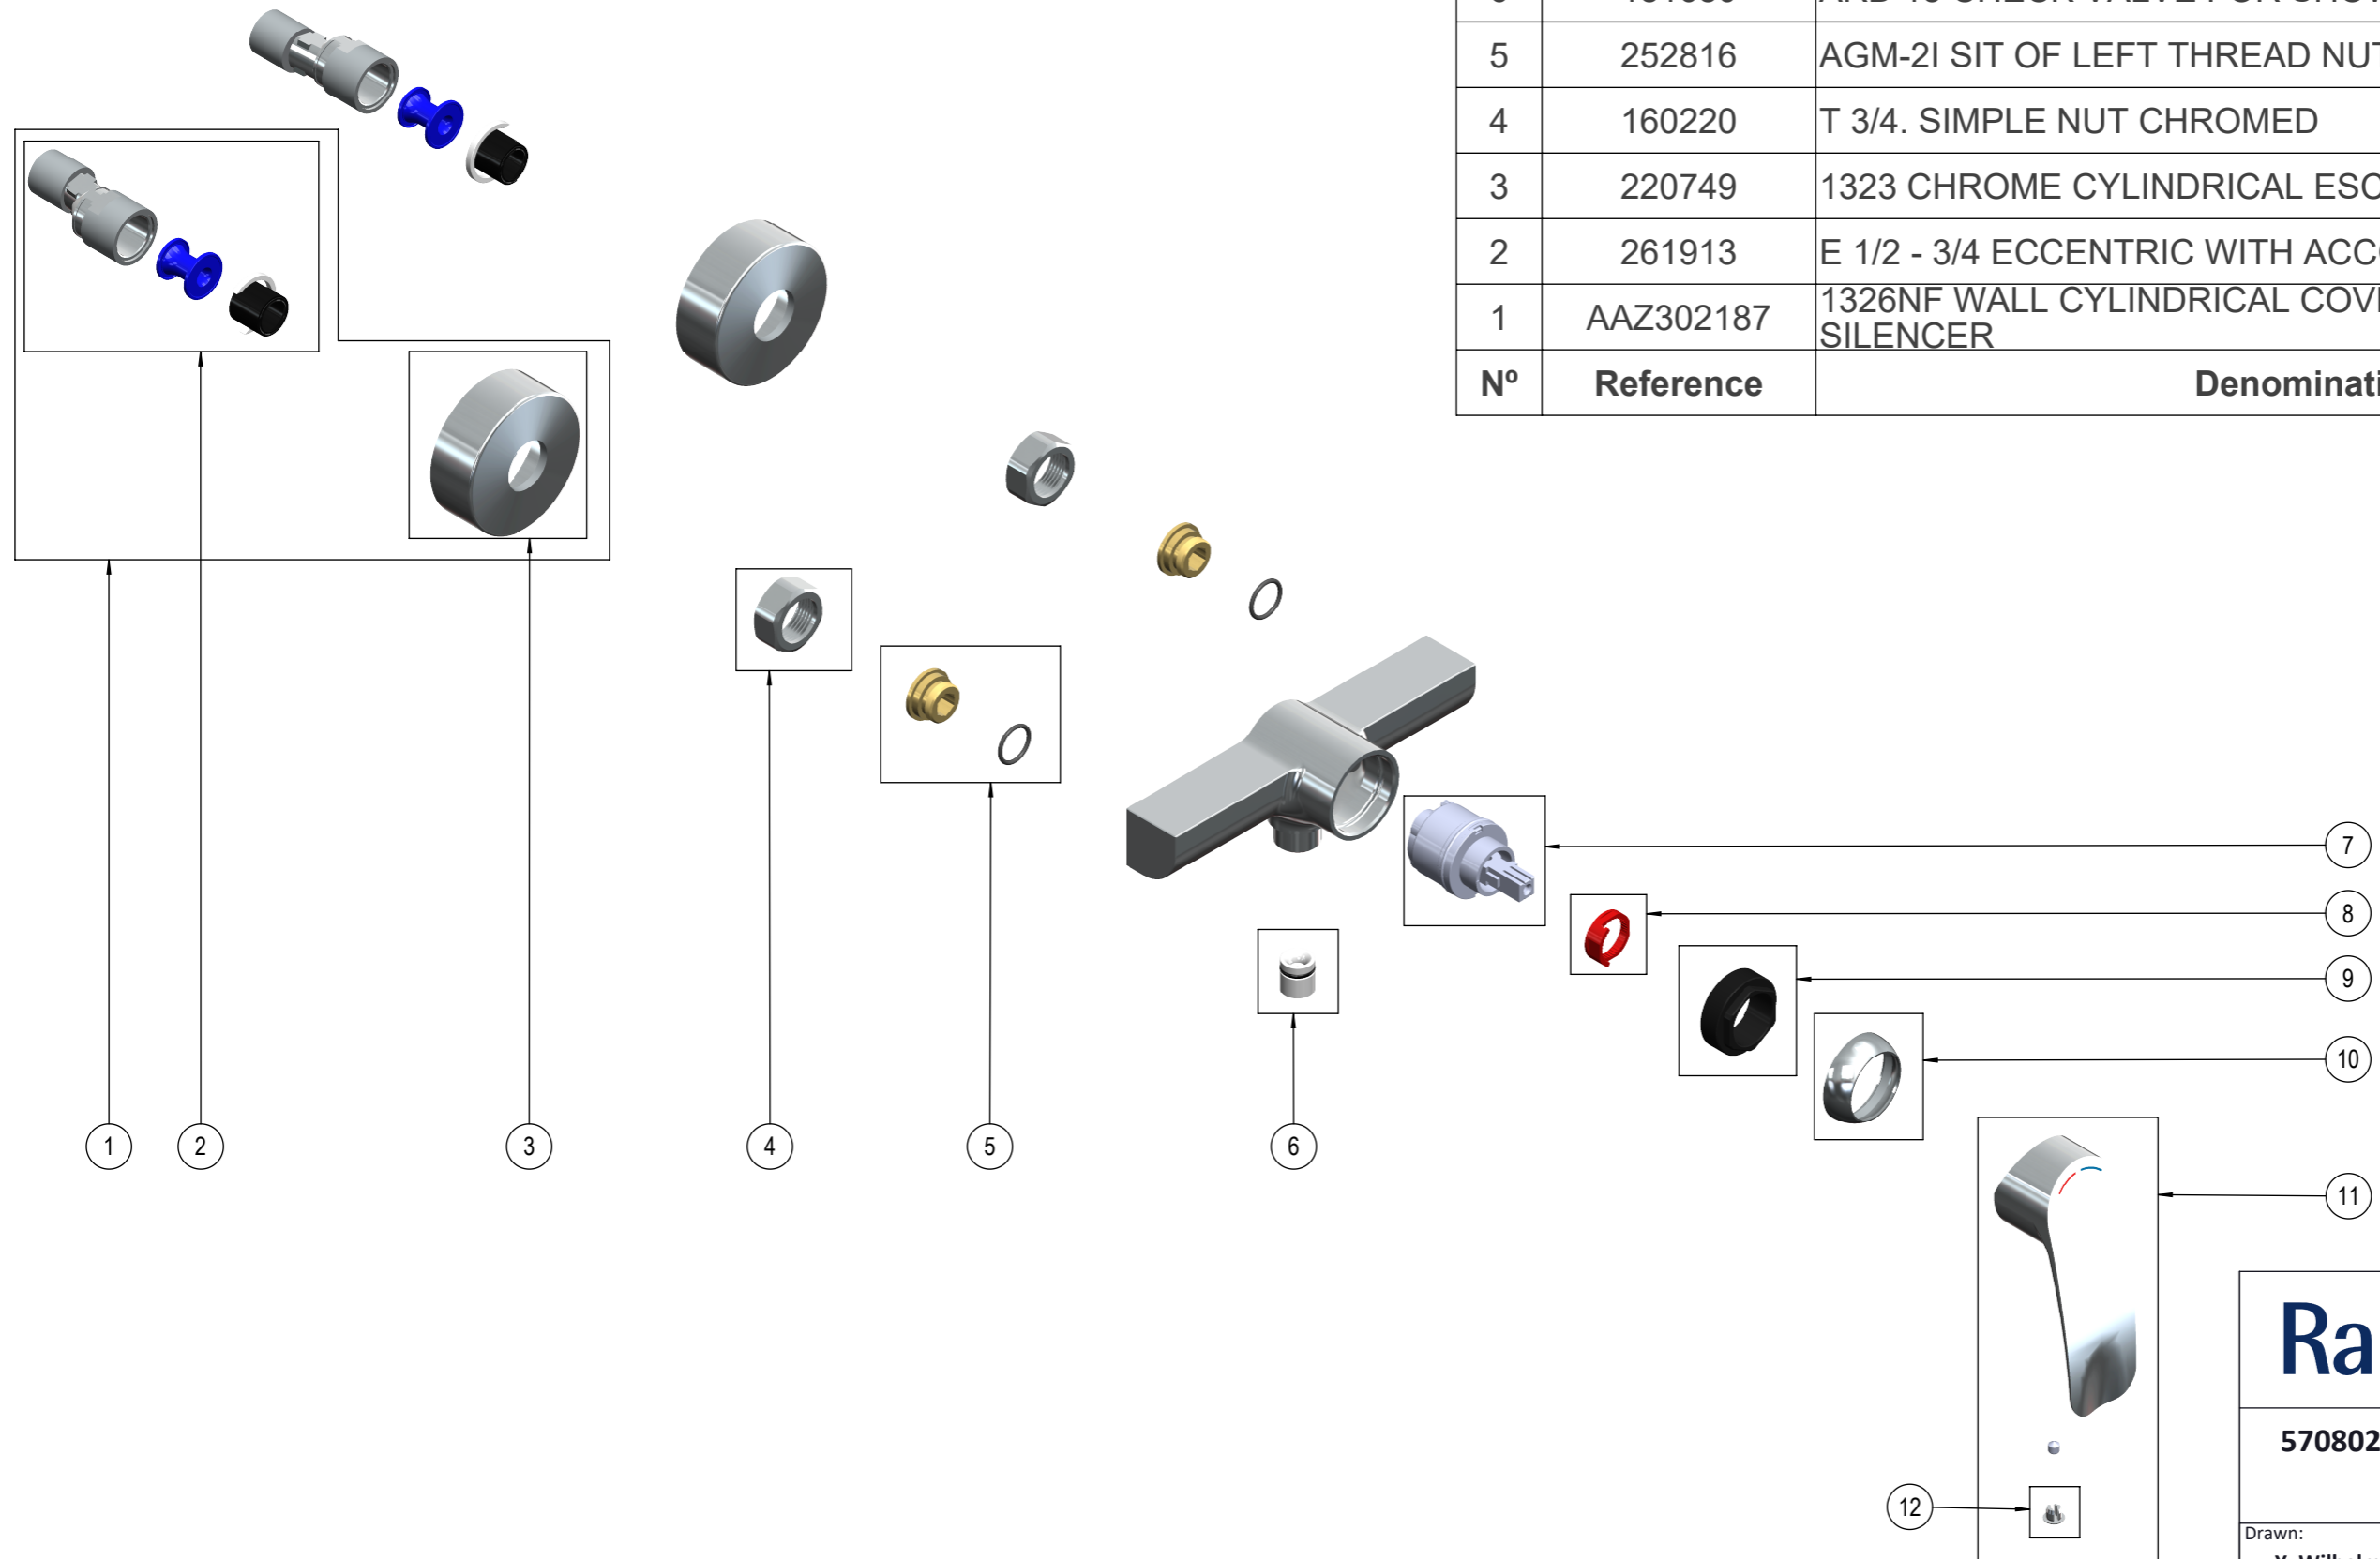 5 252816 AGM-2I SIT OF LEFT THREAD NUT
4 160220 T 3/4. SIMPLE NUT CHROMED
3 220749 1323 CHROME CYLINDRICAL ESC
2 261913 E 1/2 - 3/4 ECCENTRIC WITH ACC
1 AAZ302187 1326NF WALL CYLINDRICAL COV
SILENCER
Nº Reference Denominati
7
8
9
10
1
2
3
4
5
6
11
Ra
570802
12
Drawn: